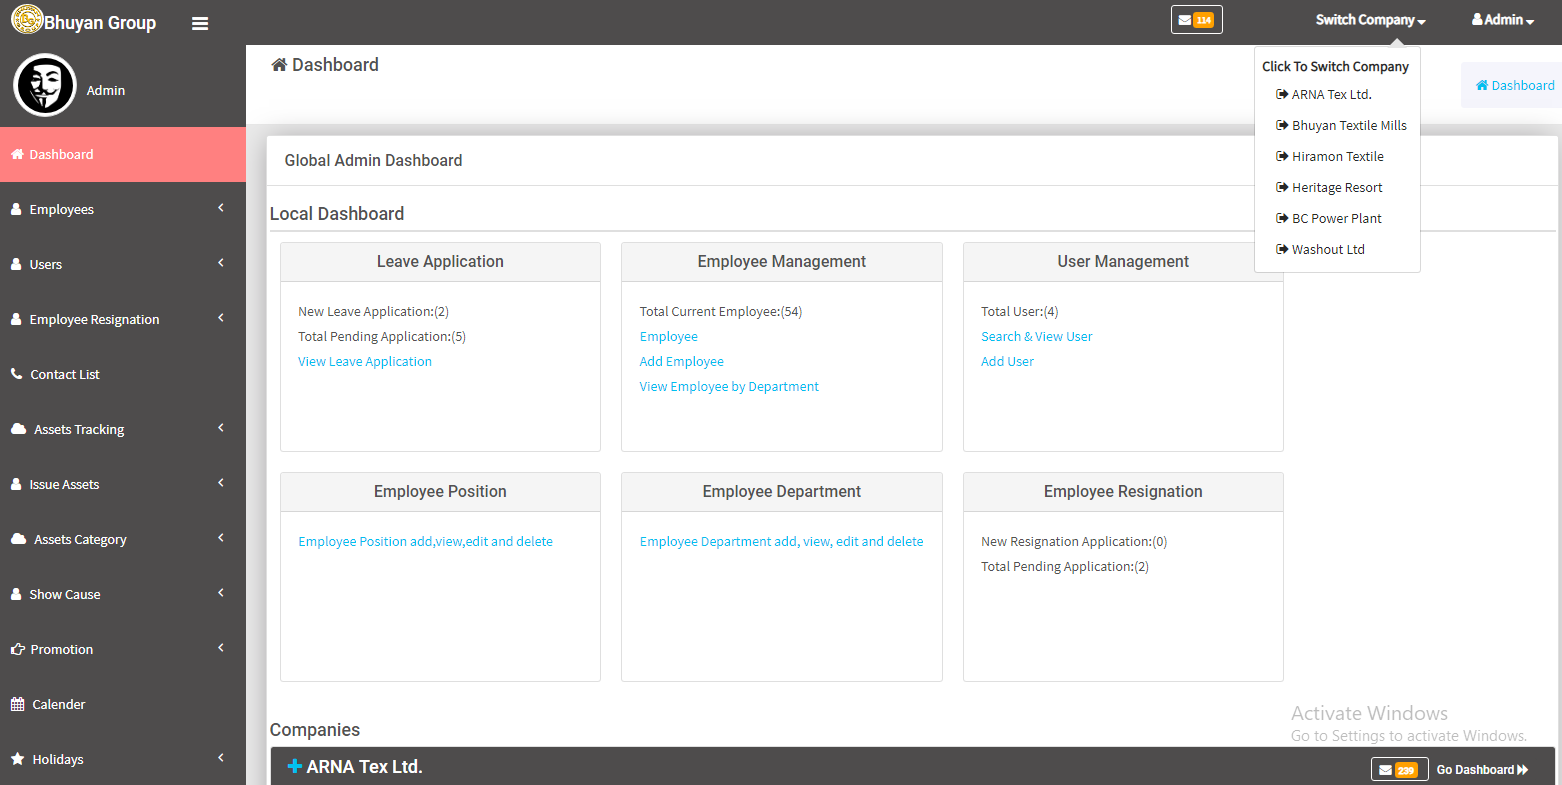 Bhuyan Group
114
Switch Company
Admin
Admin
Dashboard
Employees
Users
Employee Resignation
Contact List
Assets Tracking
Issue Assets
Assets Category
Show Cause
Promotion
Calender
Holidays
Dashboard
Dashboard
Click To Switch Company
ARNA Tex Ltd.
Bhuyan Textile Mills
Hiramon Textile
Heritage Resort
BC Power Plant
Washout Ltd
Global Admin Dashboard
Local Dashboard
Leave Application
New Leave Application:(2)
Total Pending Application:(5)
View Leave Application
Employee Management
Total Current Employee:(54)
Employee
Add Employee
View Employee by Department
User Management
Total User:(4)
Search & View User
Add User
Employee Position
Employee Position add,view,edit and delete
Employee Department
Employee Department add, view, edit and delete
Employee Resignation
New Resignation Application:(0)
Total Pending Application:(2)
Activate Windows
Go to Settings to activate Windows.
Companies
ARNA Tex Ltd.
239
Go Dashboard